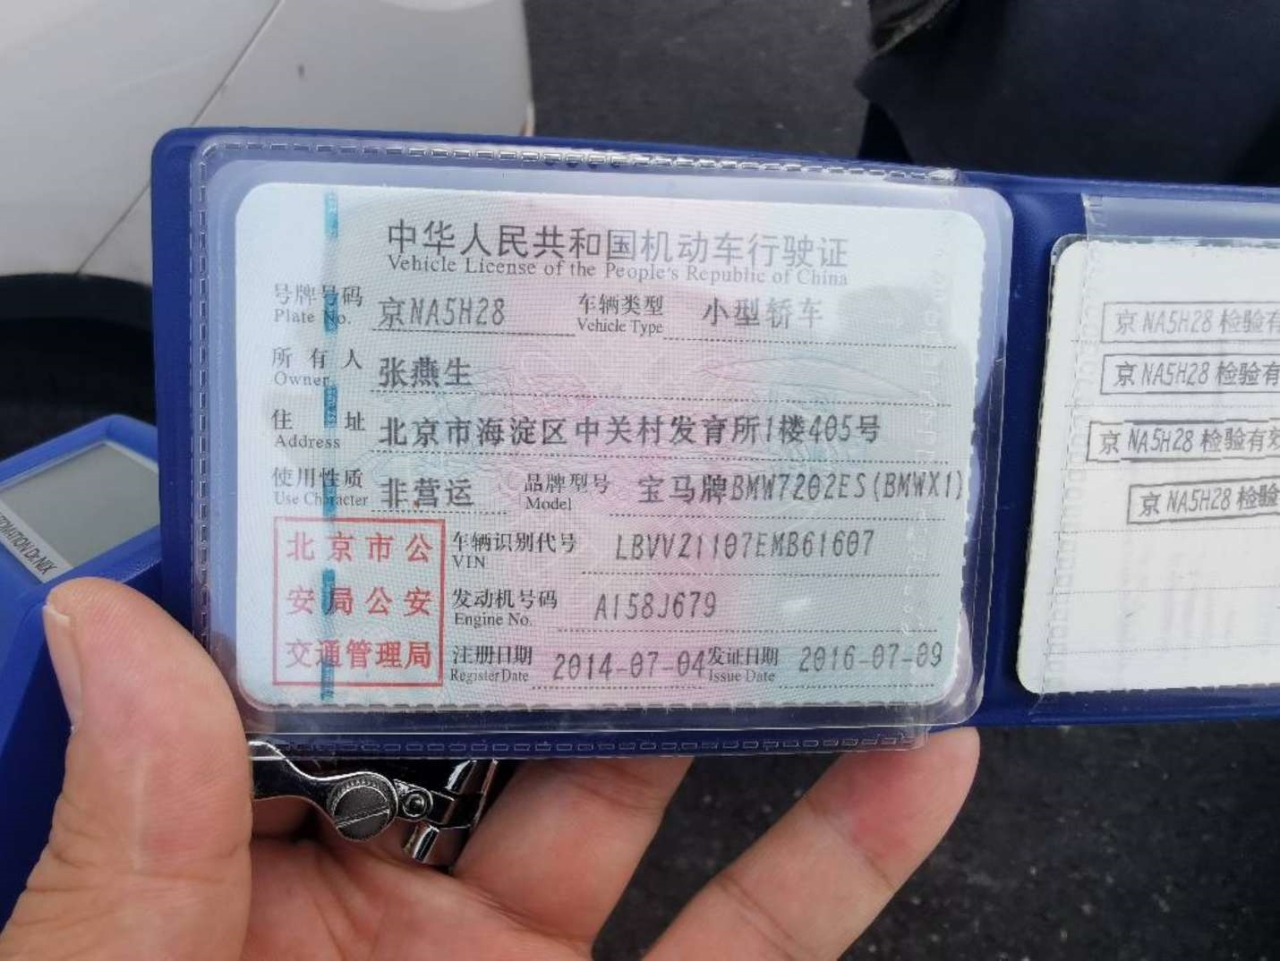 中华人民共和国机动车行驶证
Vehicle License of the People's Republic of China
号牌号码 京NA5H28 车辆类型 小型轿车
Plate No. Vehicle Type
所有人 张燕生
Owner
住址 北京市海淀区中关村发育所1楼405号
Address
使用性质 非营运 品牌型号 宝马牌BMW7202ES(BMWX1)
Use Character Model
北京市公
安局公安
交通管理局
车辆识别代号 LBVVZ1107EMB61607
VIN
发动机号码 A158J679
Engine No.
注册日期 2014-07-04 发证日期 2016-07-09
Register Date Issue Date
京NA5H28检验有
京NA5H28检验有
京NA5H28检验有效
京NA5H28检验